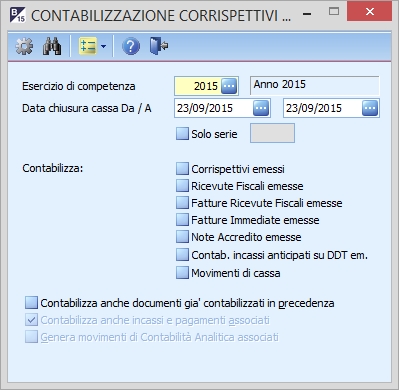 B
15
CONTABILIZZAZIONE CORRISPETTIVI ...
Esercizio di competenza 2015 ... Anno 2015
Data chiusura cassa Da / A 23/09/2015 ... 23/09/2015 ...
Solo serie
Contabilizza:
Corrispettivi emessi
Ricevute Fiscali emesse
Fatture Ricevute Fiscali emesse
Fatture Immediate emesse
Note Accredito emesse
Contab. incassi anticipati su DDT em.
Movimenti di cassa
Contabilizza anche documenti gia' contabilizzati in precedenza
Contabilizza anche incassi e pagamenti associati
Genera movimenti di Contabilità Analitica associati